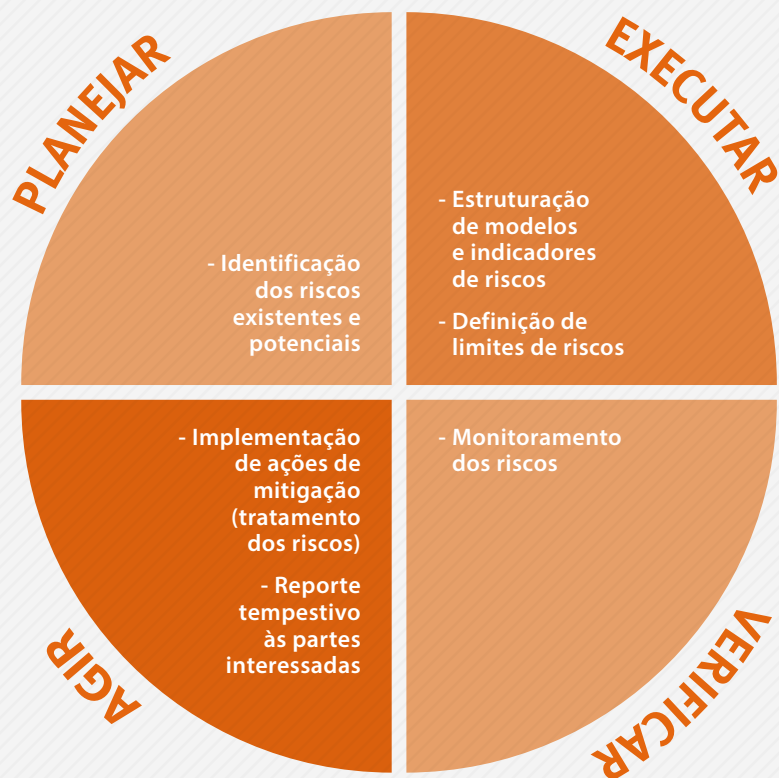 PLANEJAR
- Identificação
dos riscos
existentes e
potenciais
EXECUTAR
- Estruturação
de modelos
e indicadores
de riscos
- Definição de
limites de riscos
VERIFICAR
- Monitoramento
dos riscos
AGIR
- Implementação
de ações de
mitigação
(tratamento
dos riscos)
- Reporte
tempestivo
às partes
interessadas